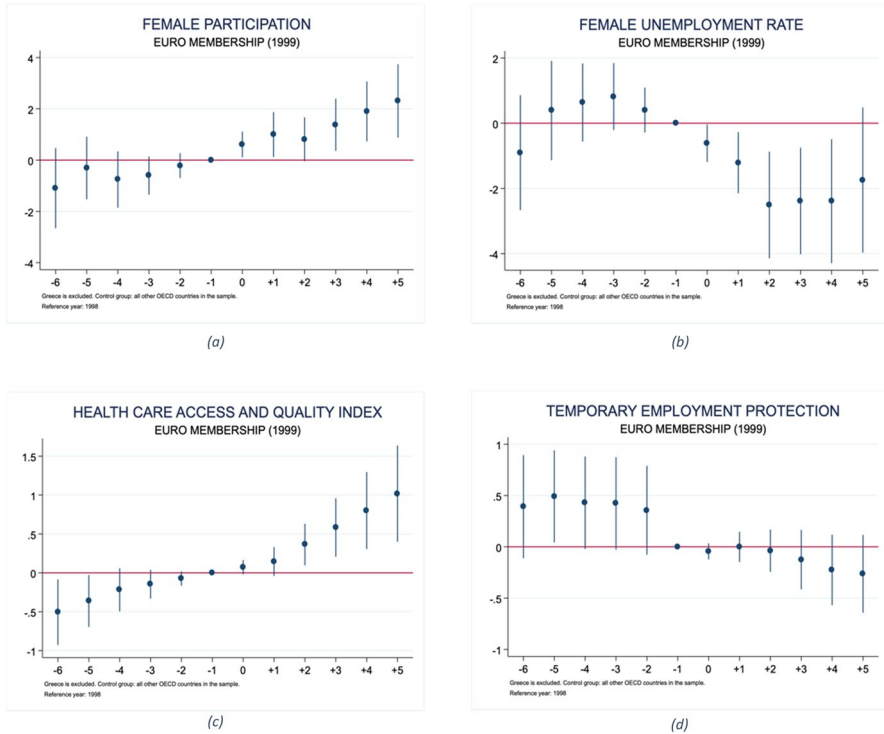 FEMALE PARTICIPATION
EURO MEMBERSHIP (1999)
4
2
0
-2
-4
-6 -5 -4 -3 -2 -1 0 +1 +2 +3 +4 +5
Greece is excluded. Control group: all other OECD countries in the sample.
Reference year: 1998
(a)
FEMALE UNEMPLOYMENT RATE
EURO MEMBERSHIP (1999)
2
0
-2
-4
-6 -5 -4 -3 -2 -1 0 +1 +2 +3 +4 +5
Greece is excluded. Control group: all other OECD countries in the sample.
Reference year: 1998
(b)
HEALTH CARE ACCESS AND QUALITY INDEX
EURO MEMBERSHIP (1999)
1.5
1
.5
0
-.5
-1
-6 -5 -4 -3 -2 -1 0 +1 +2 +3 +4 +5
Greece is excluded. Control group: all other OECD countries in the sample.
Reference year: 1998
(c)
TEMPORARY EMPLOYMENT PROTECTION
EURO MEMBERSHIP (1999)
1
.5
0
-.5
-1
-6 -5 -4 -3 -2 -1 0 +1 +2 +3 +4 +5
Greece is excluded. Control group: all other OECD countries in the sample.
Reference year: 1998
(d)